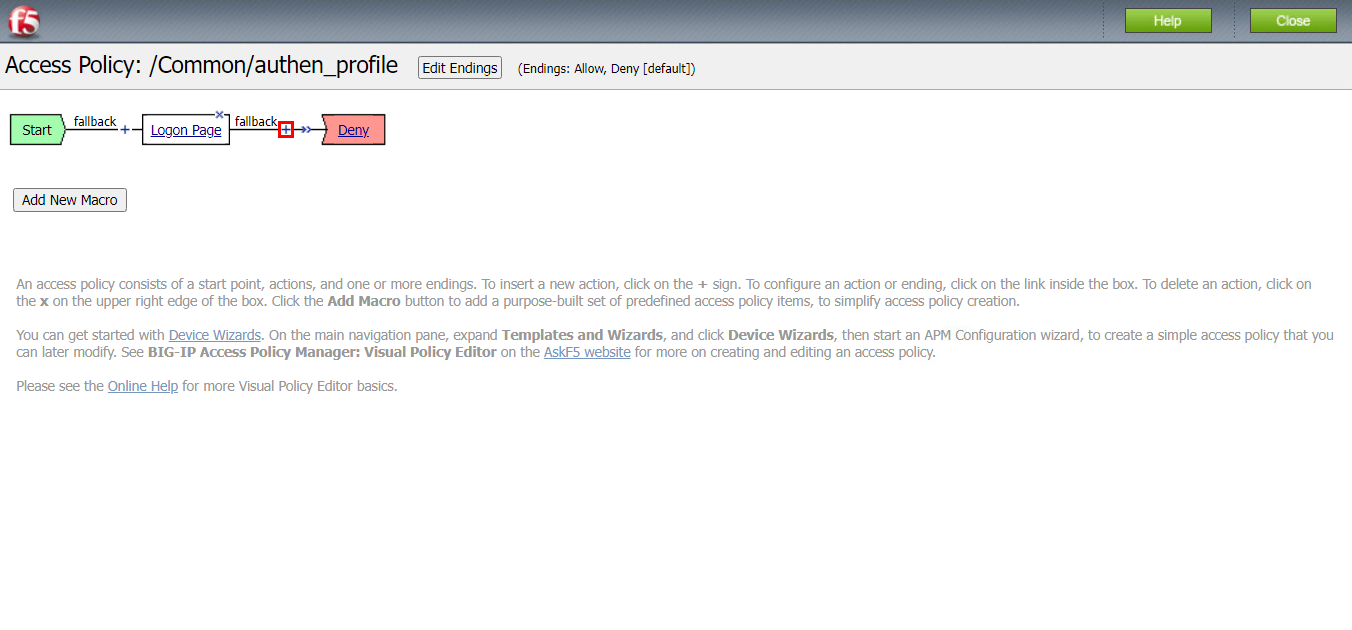 f5
Help
Close
Access Policy: /Common/authen_profile
Edit Endings
(Endings: Allow, Deny [default])
Start
fallback
+
Logon Page
x
fallback
+
Deny
Add New Macro
An access policy consists of a start point, actions, and one or more endings. To insert a new action, click on the + sign. To configure an action or ending, click on the link inside the box. To delete an action, click on
the x on the upper right edge of the box. Click the Add Macro button to add a purpose-built set of predefined access policy items, to simplify access policy creation.
You can get started with Device Wizards. On the main navigation pane, expand Templates and Wizards, and click Device Wizards, then start an APM Configuration wizard, to create a simple access policy that you
can later modify. See BIG-IP Access Policy Manager: Visual Policy Editor on the AskF5 website for more on creating and editing an access policy.
Please see the Online Help for more Visual Policy Editor basics.